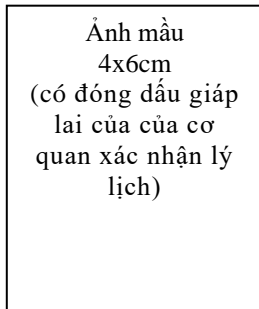 Ảnh mầu
4x6cm
(có đóng dấu giáp
lai của của cơ
quan xác nhận lý
lịch)